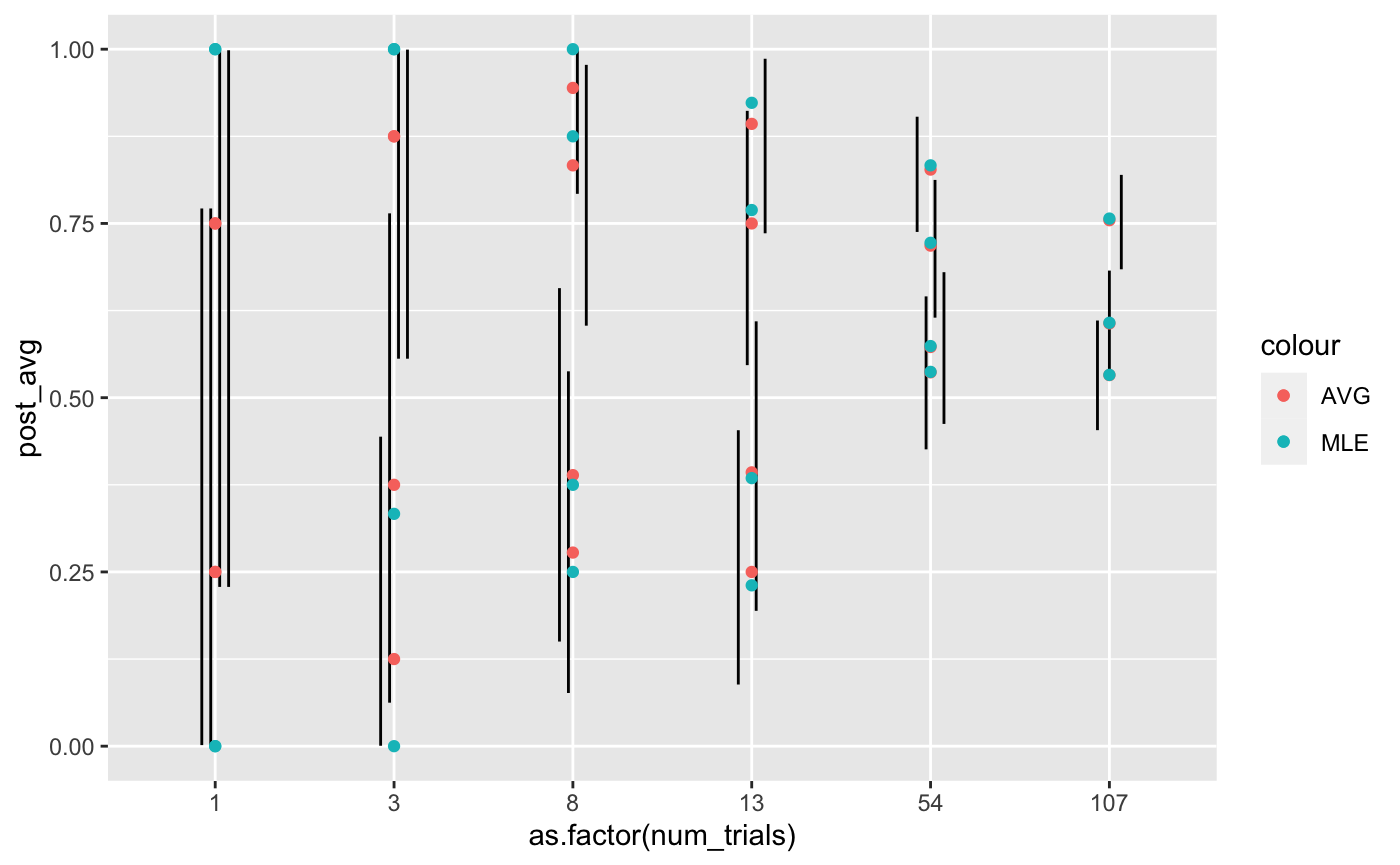 1.00
0.75
0.50
0.25
0.00
post_avg
1
3
8
13
54
107
as.factor(num_trials)
colour
AVG
MLE